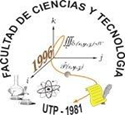 FACULTAD DE CIENCIAS Y TECNOLOGIA
1996
k
j
i
UTP - 1981